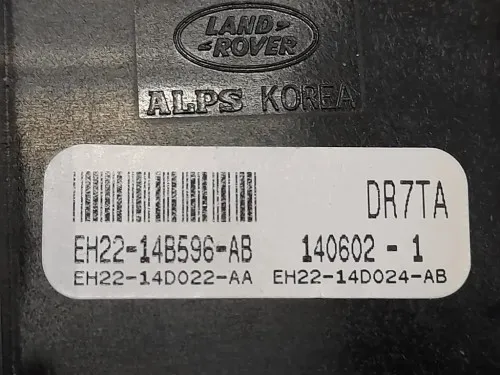 LAND-
-ROVER
ALPS KOREA
DR7TA
EH22-14B596-AB 140602-1
EH22-14D022-AA EH22-14D024-AB